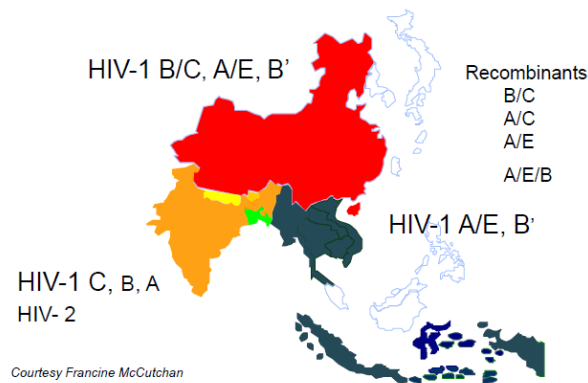 HIV-1 B/C, A/E, B’
Recombinants
B/C
A/C
A/E
A/E/B
HIV-1 A/E, B’
HIV-1 C, B, A
HIV- 2
Courtesy Francine McCutchan